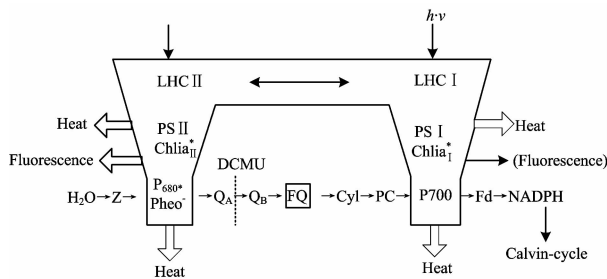 h·ν
LHC II
LHC I
Heat
PS II
Chlia*II
PS I
Chlia*I
Heat
Fluorescence
(Fluorescence)
DCMU
H2O→Z→
P680*
Pheo-
→QA
QB→
FQ
→Cyl→PC→
P700
→Fd→NADPH
Heat
Heat
Calvin-cycle